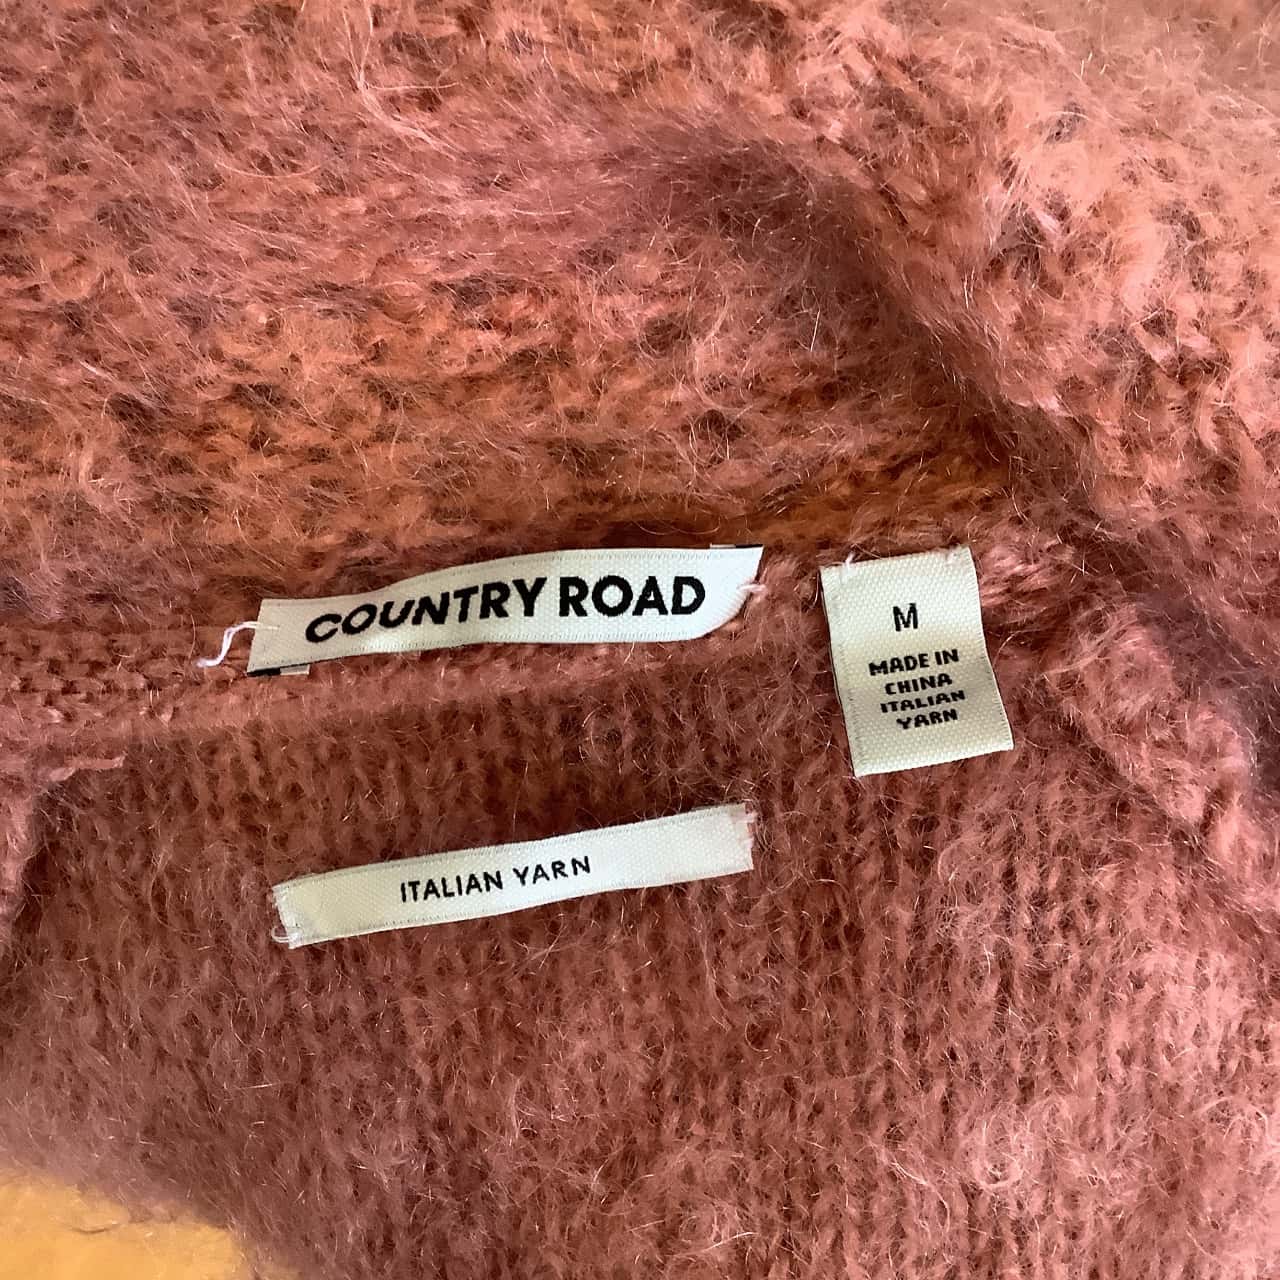 COUNTRY ROAD
M
MADE IN
CHINA
ITALIAN
YARN
ITALIAN YARN